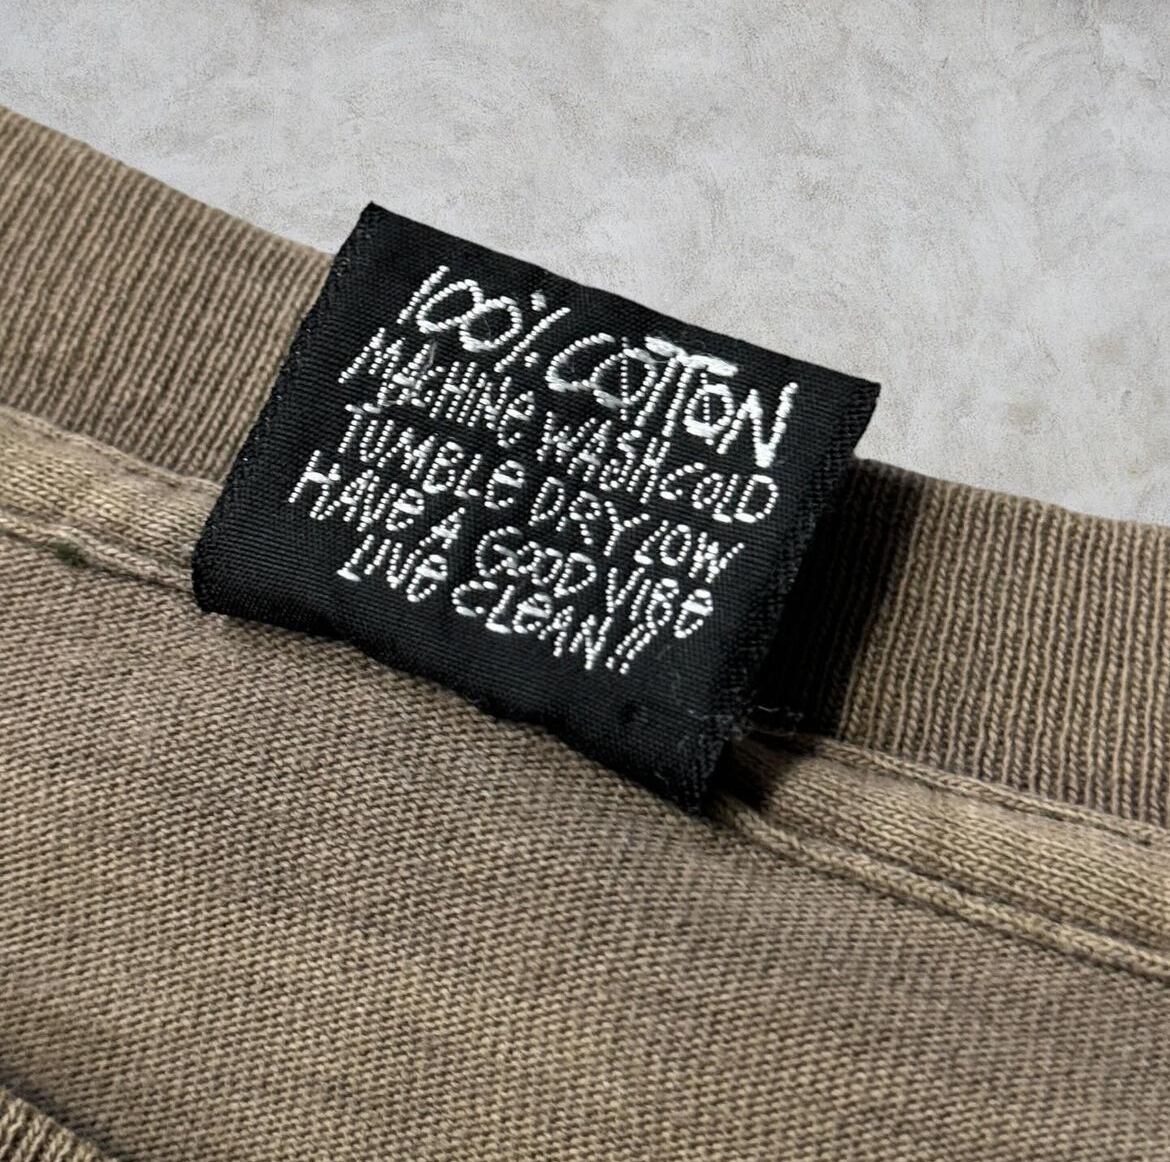 100% COTTON
MACHINE WASH COLD
TUMBLE DRY LOW
HAVE A GOOD VIBE
LIVE CLEAN!!